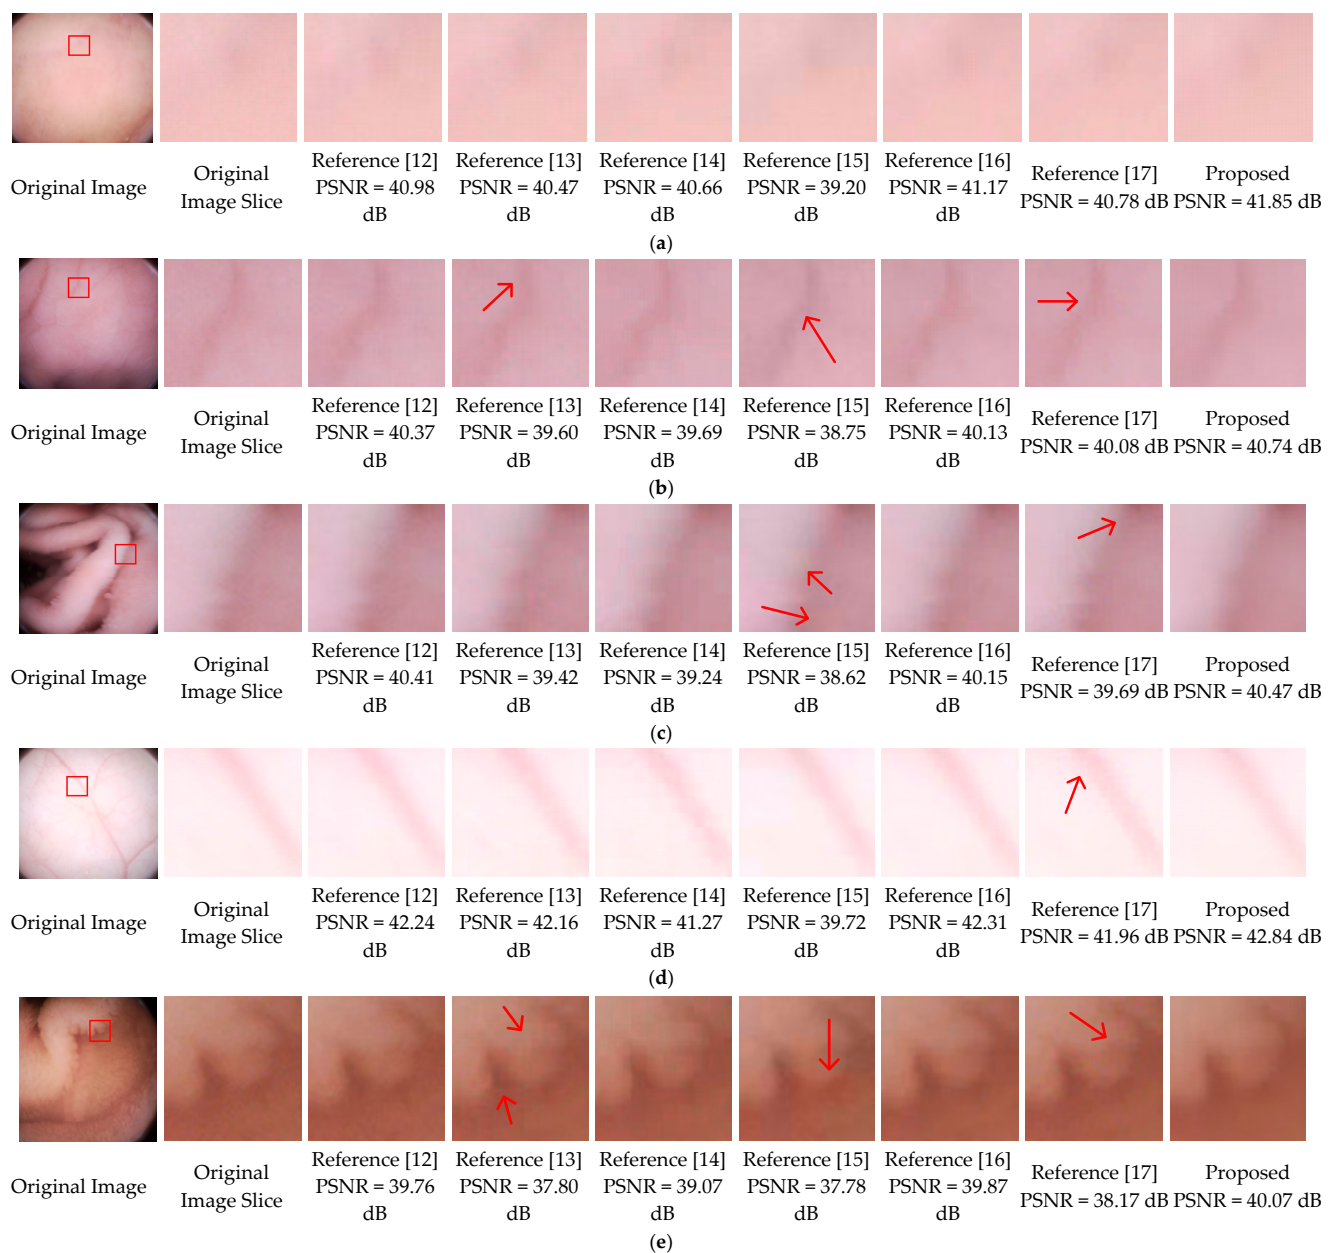 Original Image
Original
Image Slice
Reference [12]
PSNR = 40.98
dB
Reference [13]
PSNR = 40.47
dB
Reference [14]
PSNR = 40.66
dB
Reference [15]
PSNR = 39.20
dB
Reference [16]
PSNR = 41.17
dB
Reference [17]
PSNR = 40.78 dB
Proposed
PSNR = 41.85 dB
(a)
Original Image
Original
Image Slice
Reference [12]
PSNR = 40.37
dB
Reference [13]
PSNR = 39.60
dB
Reference [14]
PSNR = 39.69
dB
Reference [15]
PSNR = 38.75
dB
Reference [16]
PSNR = 40.13
dB
Reference [17]
PSNR = 40.08 dB
Proposed
PSNR = 40.74 dB
(b)
Original Image
Original
Image Slice
Reference [12]
PSNR = 40.41
dB
Reference [13]
PSNR = 39.42
dB
Reference [14]
PSNR = 39.24
dB
Reference [15]
PSNR = 38.62
dB
Reference [16]
PSNR = 40.15
dB
Reference [17]
PSNR = 39.69 dB
Proposed
PSNR = 40.47 dB
(c)
Original Image
Original
Image Slice
Reference [12]
PSNR = 42.24
dB
Reference [13]
PSNR = 42.16
dB
Reference [14]
PSNR = 41.27
dB
Reference [15]
PSNR = 39.72
dB
Reference [16]
PSNR = 42.31
dB
Reference [17]
PSNR = 41.96 dB
Proposed
PSNR = 42.84 dB
(d)
Original Image
Original
Image Slice
Reference [12]
PSNR = 39.76
dB
Reference [13]
PSNR = 37.80
dB
Reference [14]
PSNR = 39.07
dB
Reference [15]
PSNR = 37.78
dB
Reference [16]
PSNR = 39.87
dB
Reference [17]
PSNR = 38.17 dB
Proposed
PSNR = 40.07 dB
(e)